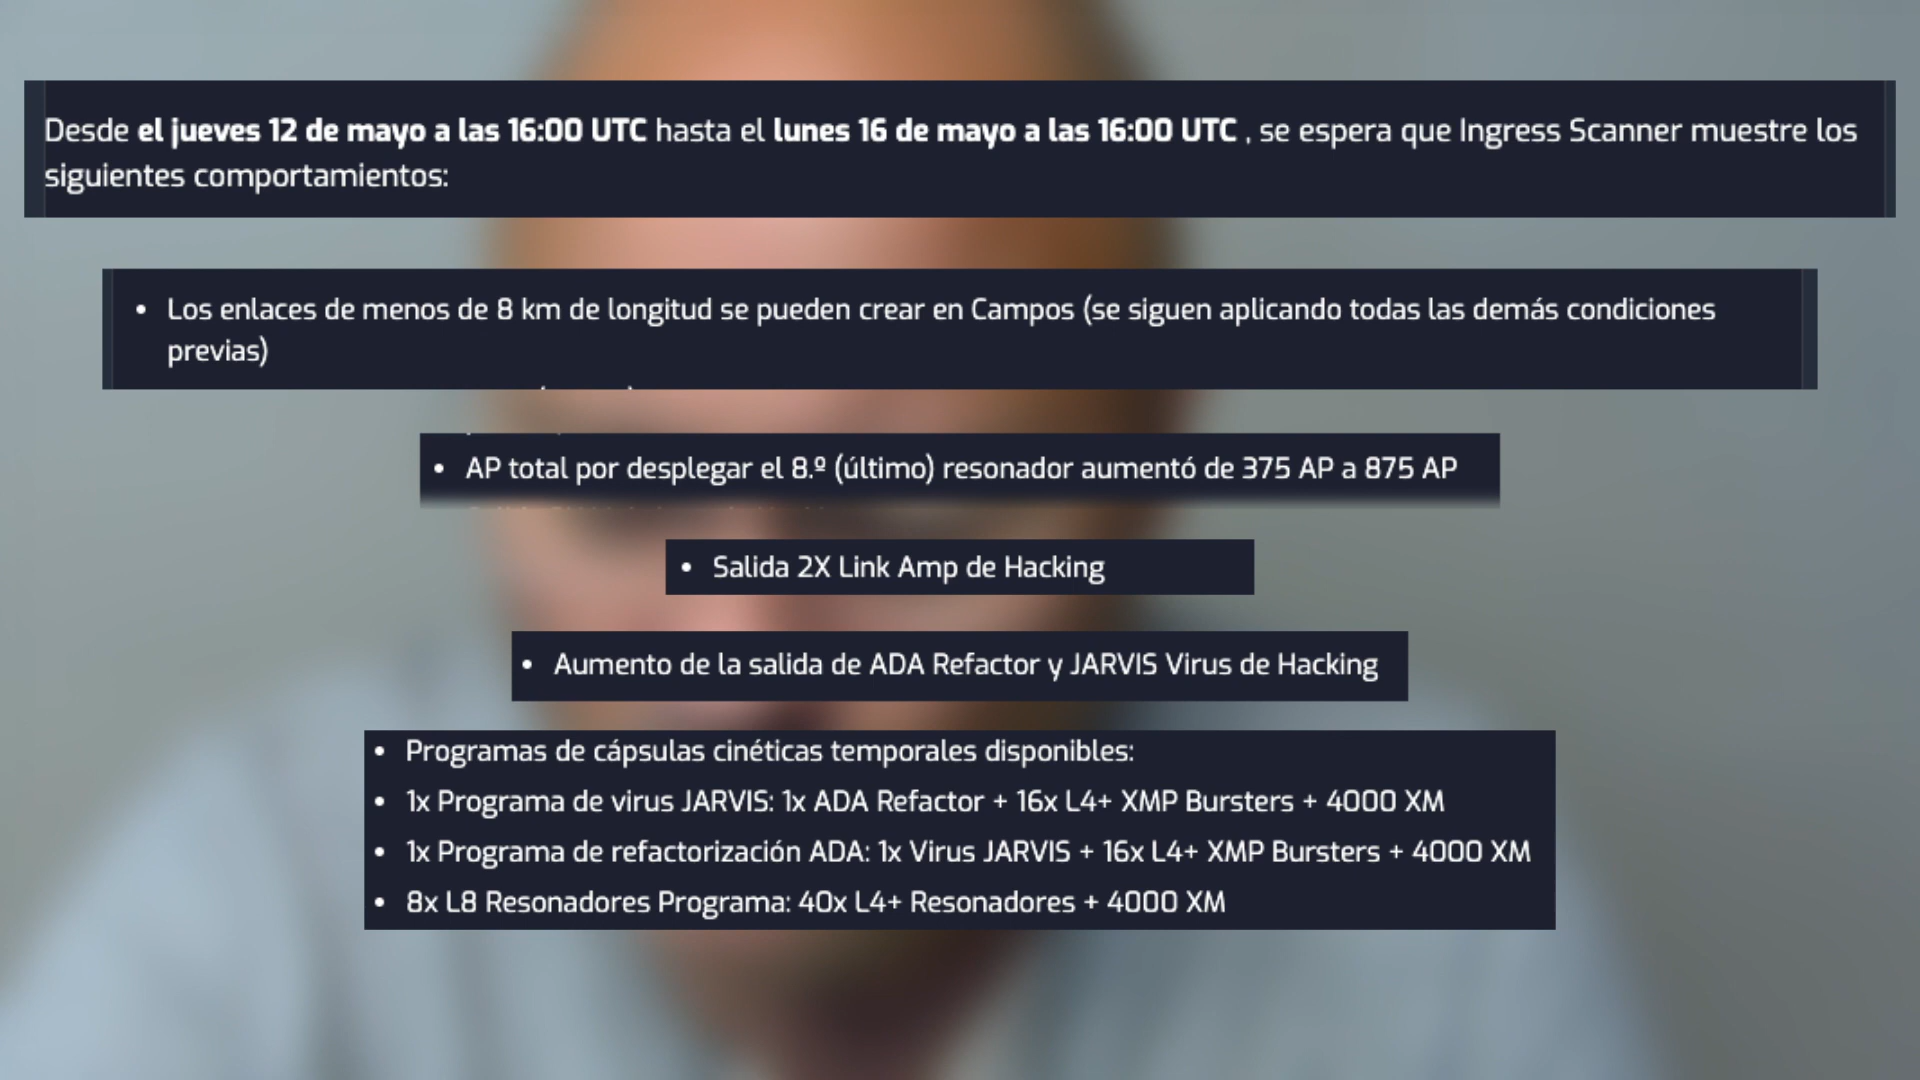 Desde el jueves 12 de mayo a las 16:00 UTC hasta el lunes 16 de mayo a las 16:00 UTC , se espera que Ingress Scanner muestre los
siguientes comportamientos:
• Los enlaces de menos de 8 km de longitud se pueden crear en Campos (se siguen aplicando todas las demás condiciones
previas)
• AP total por desplegar el 8.º (último) resonador aumentó de 375 AP a 875 AP
• Salida 2X Link Amp de Hacking
• Aumento de la salida de ADA Refactor y JARVIS Virus de Hacking
• Programas de cápsulas cinéticas temporales disponibles:
• 1x Programa de virus JARVIS: 1x ADA Refactor + 16x L4+ XMP Bursters + 4000 XM
• 1x Programa de refactorización ADA: 1x Virus JARVIS + 16x L4+ XMP Bursters + 4000 XM
• 8x L8 Resonadores Programa: 40x L4+ Resonadores + 4000 XM